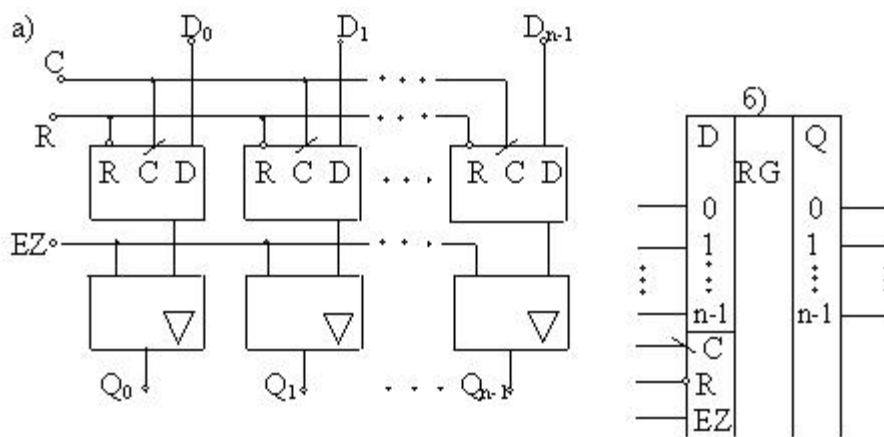 а) D0 D1 Dn-1
C
R
R C D R C D R C D
EZ
Q0 Q1 Qn-1
б)
D Q
RG
0 0
1 1
n-1 n-1
C
R
EZ